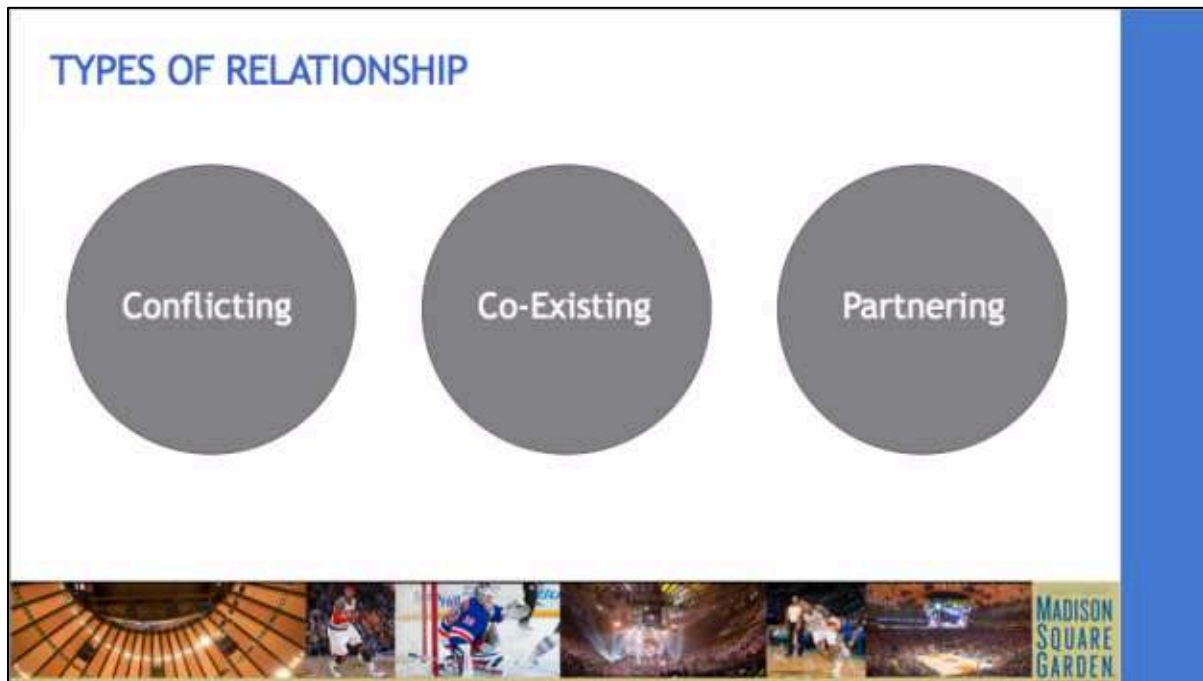 TYPES OF RELATIONSHIP
Conflicting
Co-Existing
Partnering
MADISON
SQUARE
GARDEN